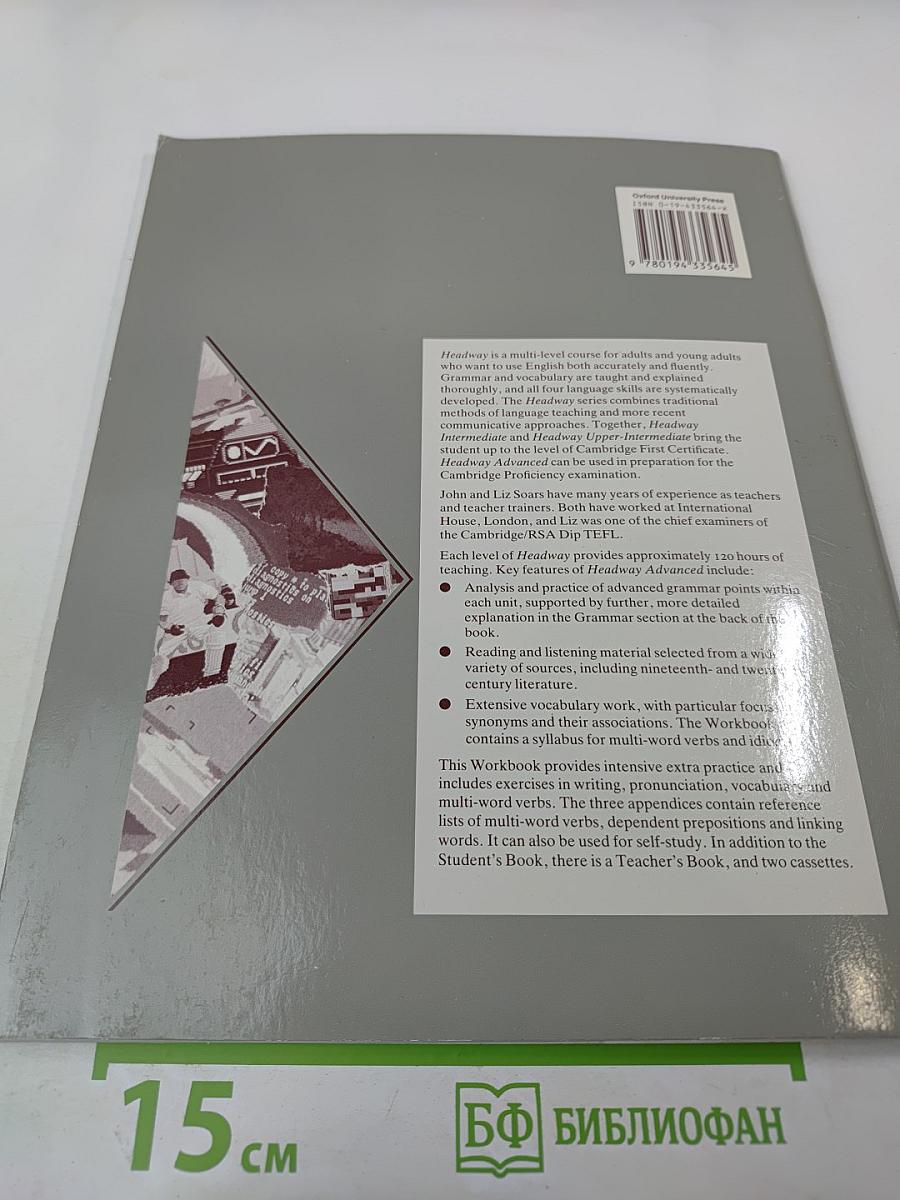 Oxford University Press
ISBN 0-19-433564-X
9 780194 335645
Headway is a multi-level course for adults and young adults
who want to use English both accurately and fluently.
Grammar and vocabulary are taught and explained
thoroughly, and all four language skills are systematically
developed. The Headway series combines traditional
methods of language teaching and more recent
communicative approaches. Together, Headway
Intermediate and Headway Upper-Intermediate bring the
student up to the level of Cambridge First Certificate.
Headway Advanced can be used in preparation for the
Cambridge Proficiency examination.
John and Liz Soars have many years of experience as teachers
and teacher trainers. Both have worked at International
House, London, and Liz was one of the chief examiners of
the Cambridge/RSA Dip TEFL.
Each level of Headway provides approximately 120 hours of
teaching. Key features of Headway Advanced include:
● Analysis and practice of advanced grammar points within
each unit, supported by further, more detailed
explanation in the Grammar section at the back of the
book.
● Reading and listening material selected from a wide
variety of sources, including nineteenth- and
century literature.
● Extensive vocabulary work, with particular focus
synonyms and their associations. The Workbook
contains a syllabus for multi-word verbs and
This Workbook provides intensive extra practice and
includes exercises in writing, pronunciation, vocabulary and
multi-word verbs. The three appendices contain reference
lists of multi-word verbs, dependent prepositions and linking
words. It can also be used for self-study. In addition to the
Student's Book, there is a Teacher's Book, and two cassettes.
copy a to
diagnostics on
diagnostics
15 см
БФ БИБЛИОФАН